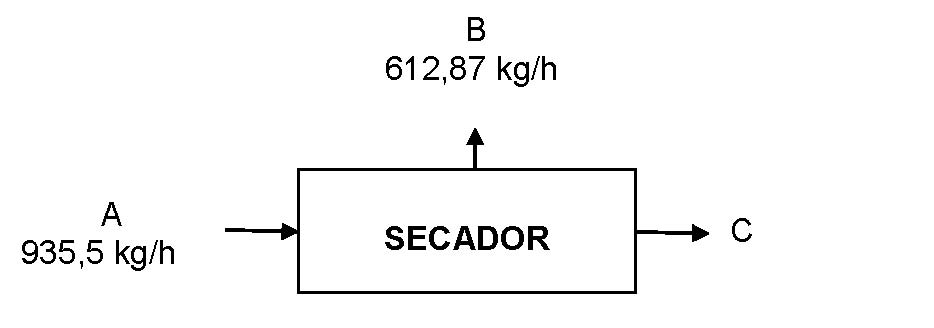 B
612,87 kg/h
A
935,5 kg/h
SECADOR
C